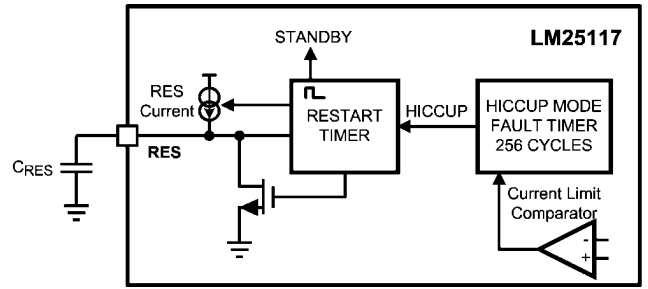 STANDBY
LM25117
RES
Current
RESTART
TIMER
HICCUP
HICCUP MODE
FAULT TIMER
256 CYCLES
RES
CRES
Current Limit
Comparator
-
+